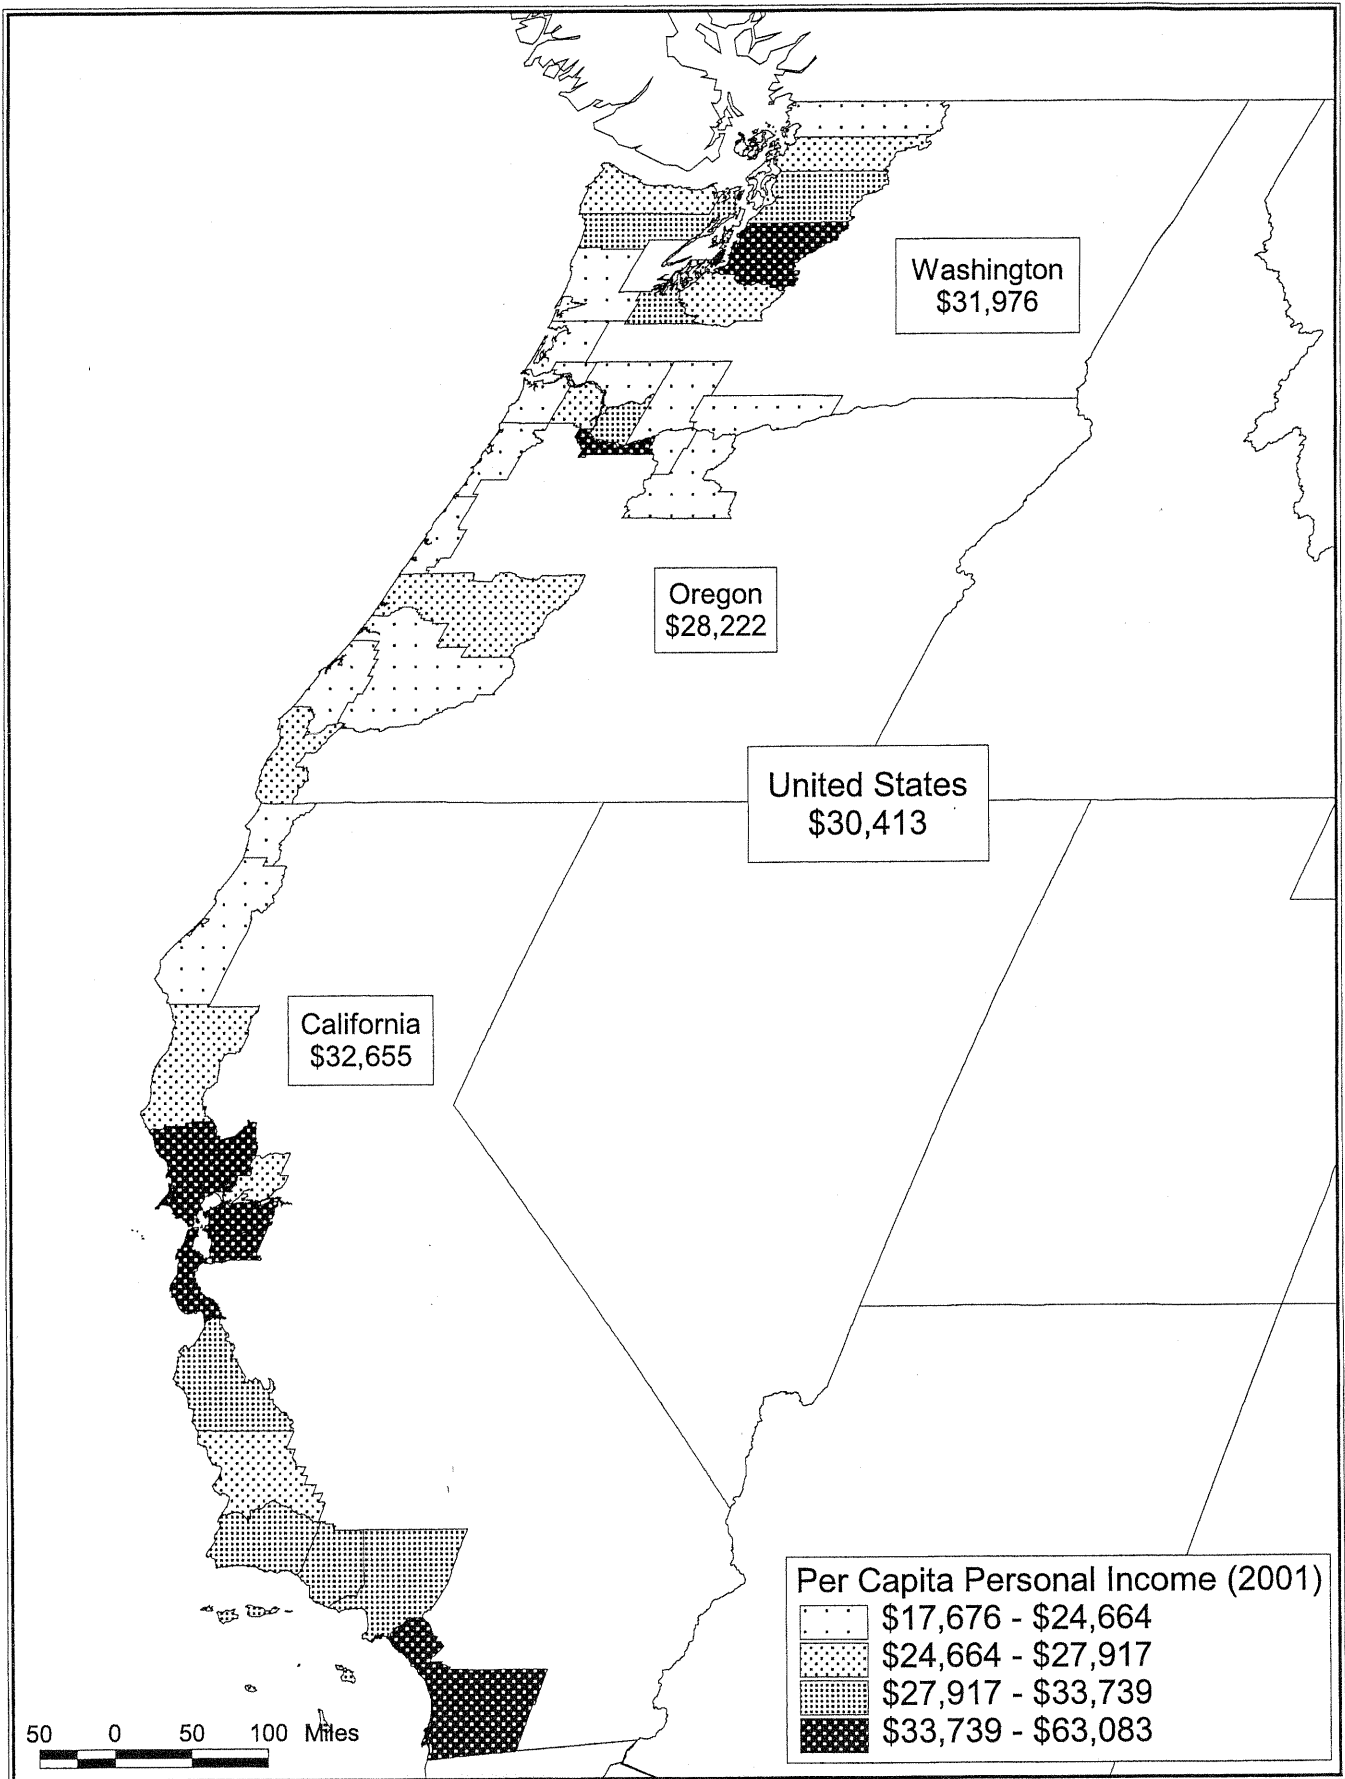 Washington
$31,976
Oregon
$28,222
United States
$30,413
California
$32,655
Per Capita Personal Income (2001)
$17,676 - $24,664
$24,664 - $27,917
$27,917 - $33,739
$33,739 - $63,083
50 0 50 100 Miles